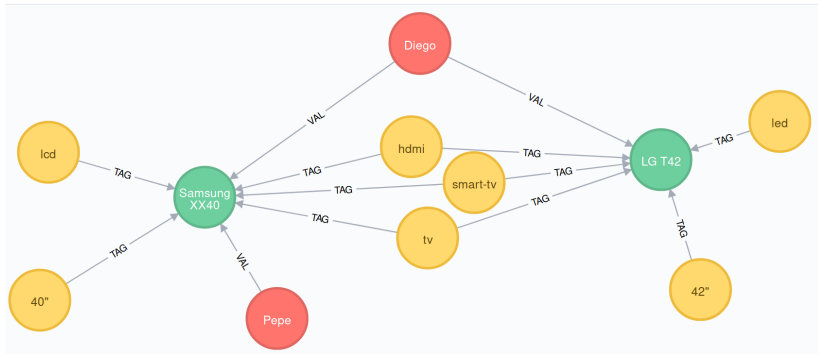 Diego
VAL
VAL
led
TAG
hdmi
TAG
lcd
TAG
TAG
LG T42
smart-tv
TAG
TAG
Samsung
XX40
TAG
TAG
tv
TAG
TAG
TAG
VAL
42"
40"
Pepe